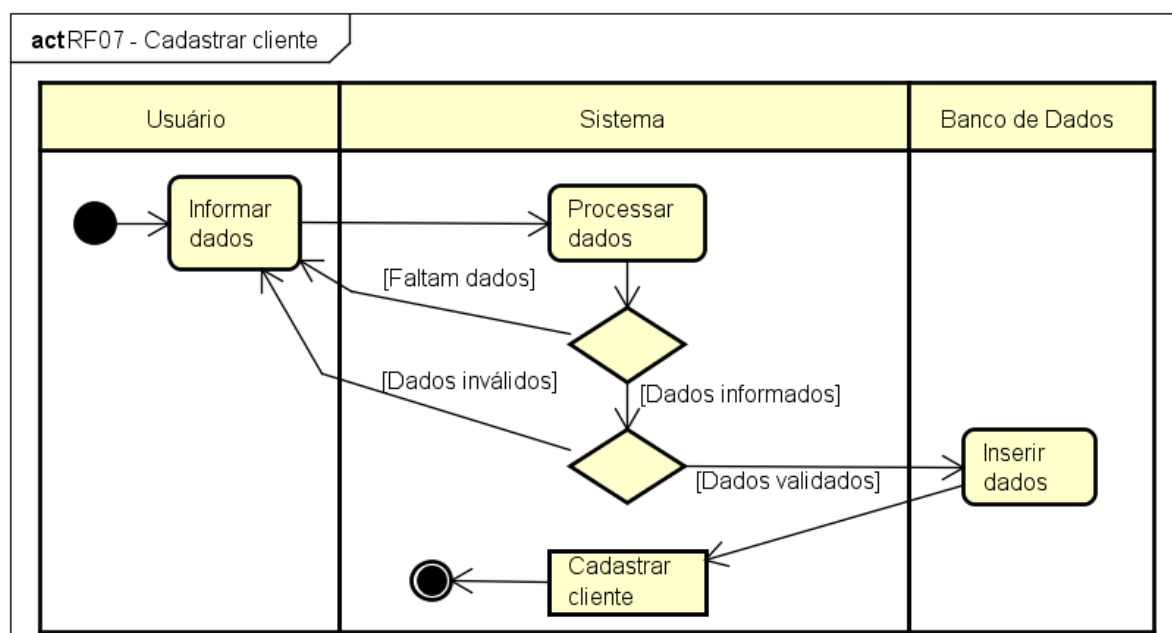 actRF07 - Cadastrar cliente
Usuário
Sistema
Banco de Dados
Informar
dados
Processar
dados
[Faltam dados]
[Dados inválidos]
[Dados informados]
[Dados validados]
Inserir
dados
Cadastrar
cliente